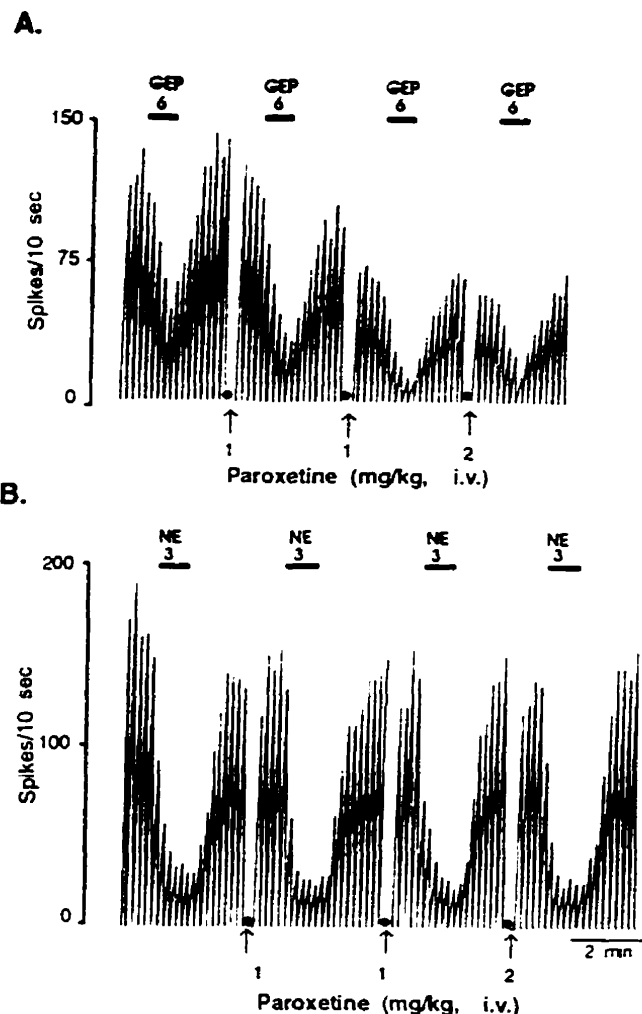 A.
GEP GEP GEP GEP
6 6 6 6
150
75
0
Spikes/10 sec
1 1 2
Paroxetine (mg/kg, i.v.)
B.
NE NE NE NE
3 3 3 3
200
100
0
Spikes/10 sec
2 min
1 1 2
Paroxetine (mg/kg, i.v.)